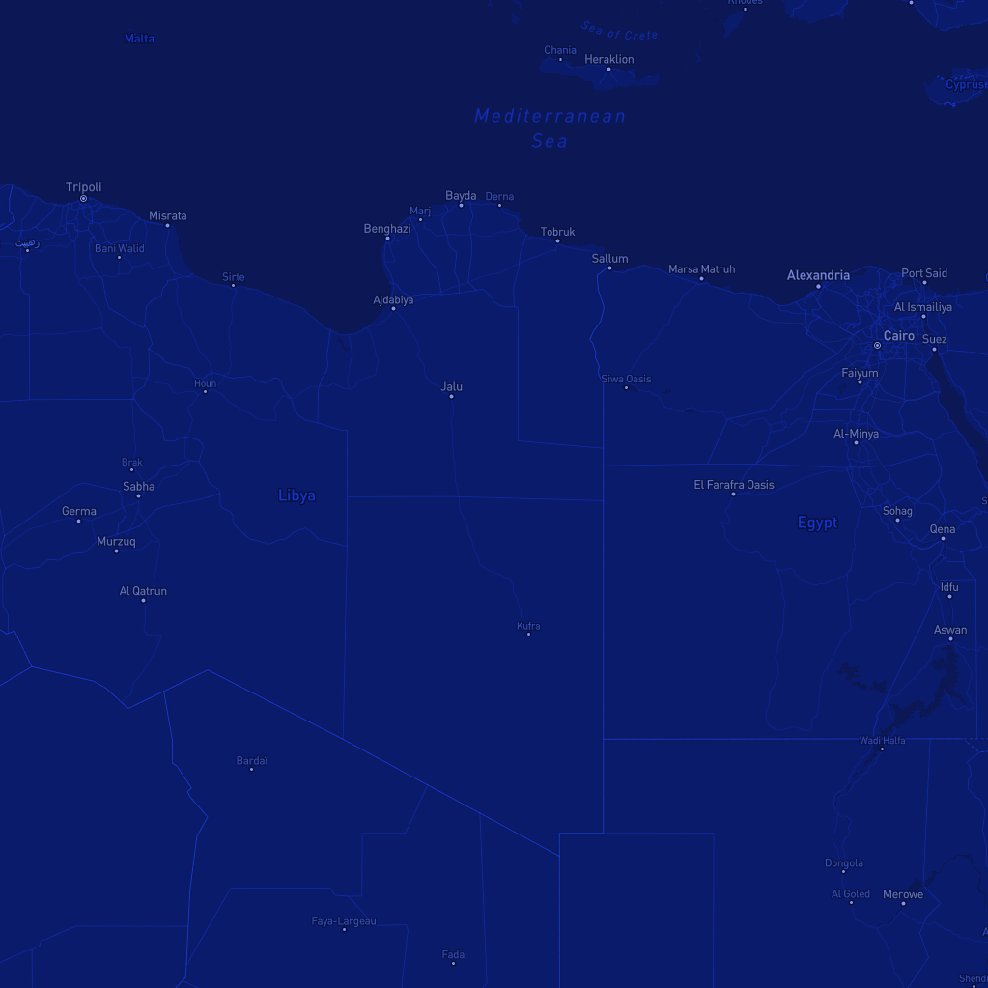 Rhodes
Malta
Sea of Crete
Chania
Heraklion
Cyprus
Mediterranean
Sea
Tripoli
Bayda
Derna
Marj
Misrata
Benghazi
Tobruk
Bani Walid
Sallum
Marsa Matruh
Alexandria
Port Said
Sirte
Ajdabiya
Al Ismailiya
Cairo
Suez
Faiyum
Siwa Oasis
Houn
Jalu
Al-Minya
Brak
Sabha
El Farafra Oasis
Libya
Germa
Sohag
Egypt
Qena
Murzuq
Al Qatrun
Idfu
Kufra
Aswan
Wadi Halfa
Bardai
Dongola
Al Goled
Merowe
Faya-Largeau
Fada
Shendi